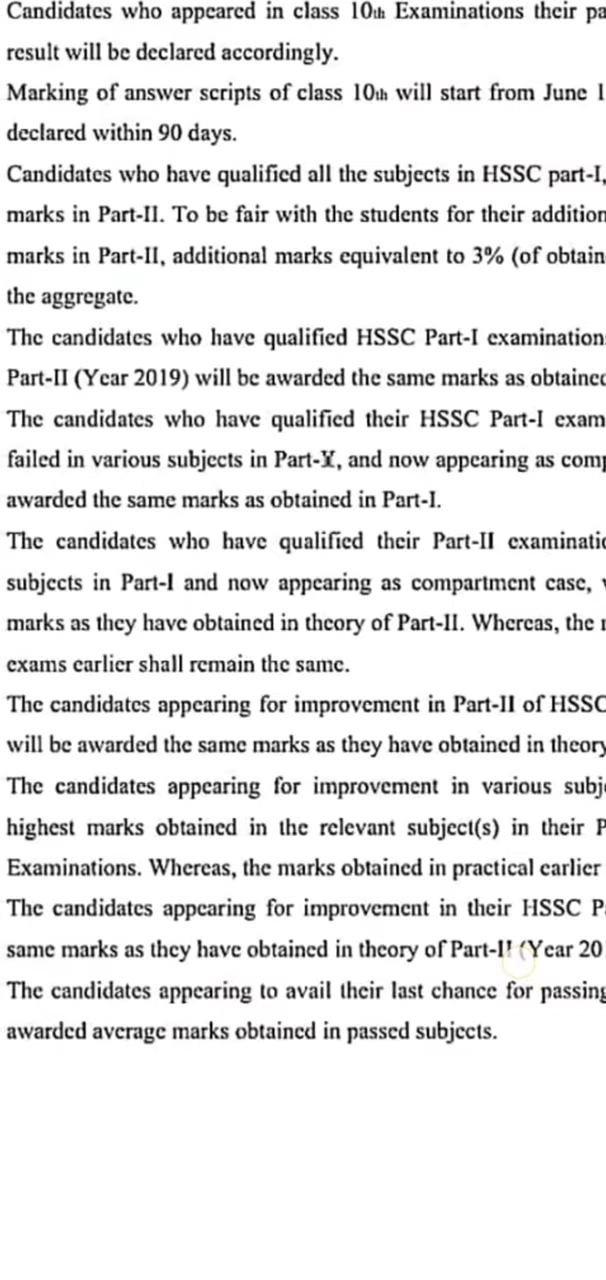 Candidates who appeared in class 10th Examinations their pa
result will be declared accordingly.
Marking of answer scripts of class 10th will start from June 1
declared within 90 days.
Candidates who have qualified all the subjects in HSSC part-I,
marks in Part-II. To be fair with the students for their addition
marks in Part-II, additional marks equivalent to 3% (of obtain
the aggregate.
The candidates who have qualified HSSC Part-I examination
Part-II (Year 2019) will be awarded the same marks as obtained
The candidates who have qualified their HSSC Part-I exam
failed in various subjects in Part-, and now appearing as comp
awarded the same marks as obtained in Part-I.
The candidates who have qualified their Part-II examinatio
subjects in Part-I and now appearing as compartment case,
marks as they have obtained in theory of Part-II. Whereas, the
exams earlier shall remain the same.
The candidates appearing for improvement in Part-II of HSSC
will be awarded the same marks as they have obtained in theory
The candidates appearing for improvement in various subje
highest marks obtained in the relevant subject(s) in their P
Examinations. Whereas, the marks obtained in practical earlier
The candidates appearing for improvement in their HSSC Pa
same marks as they have obtained in theory of Part-II (Year 20
The candidates appearing to avail their last chance for passing
awarded average marks obtained in passed subjects.